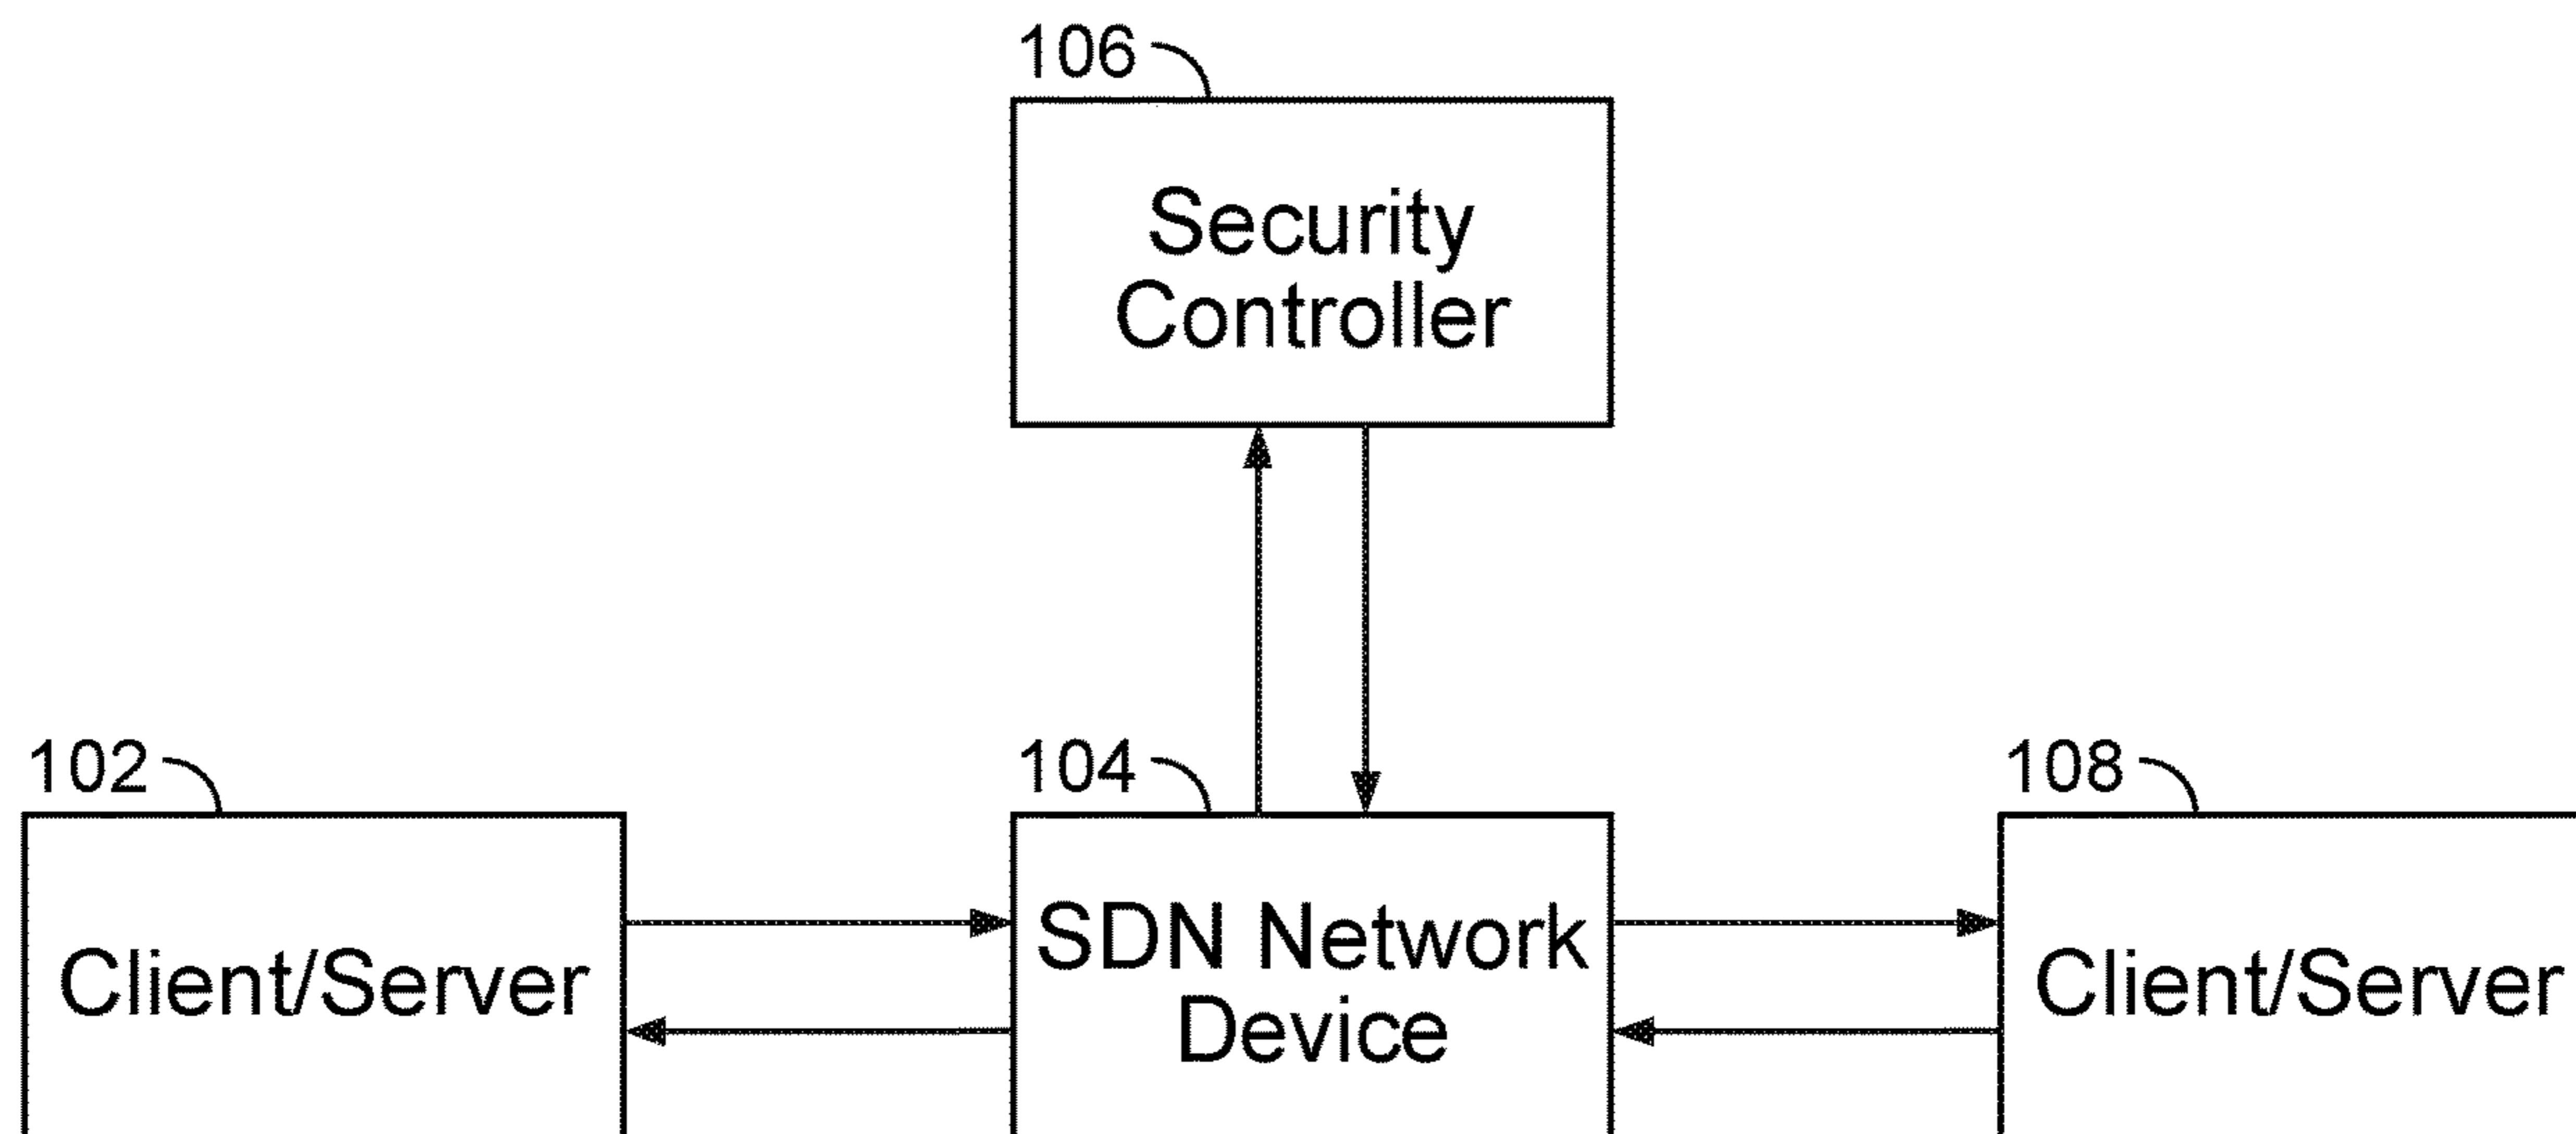 106
Security
Controller
102
104
108
Client/Server
SDN Network
Device
Client/Server